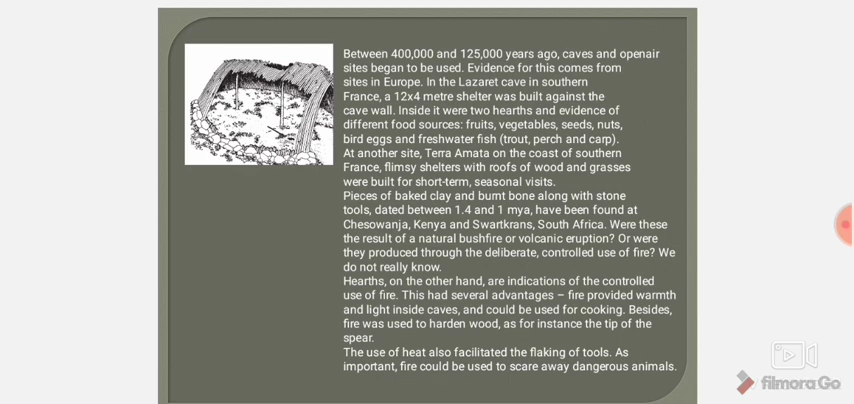 Between 400,000 and 125,000 years ago, caves and openair
sites began to be used. Evidence for this comes from
sites in Europe. In the Lazaret cave in southern
France, a 12x4 metre shelter was built against the
cave wall. Inside it were two hearths and evidence of
different food sources: fruits, vegetables, seeds, nuts,
bird eggs and freshwater fish (trout, perch and carp).
At another site, Terra Amata on the coast of southern
France, flimsy shelters with roofs of wood and grasses
were built for short-term, seasonal visits.
Pieces of baked clay and burnt bone along with stone
tools, dated between 1.4 and 1 mya, have been found at
Chesowanja, Kenya and Swartkrans, South Africa. Were these
the result of a natural bushfire or volcanic eruption? Or were
they produced through the deliberate, controlled use of fire? We
do not really know.
Hearths, on the other hand, are indications of the controlled
use of fire. This had several advantages – fire provided warmth
and light inside caves, and could be used for cooking. Besides,
fire was used to harden wood, as for instance the tip of the
spear.
The use of heat also facilitated the flaking of tools. As
important, fire could be used to scare away dangerous animals.
filmora Go